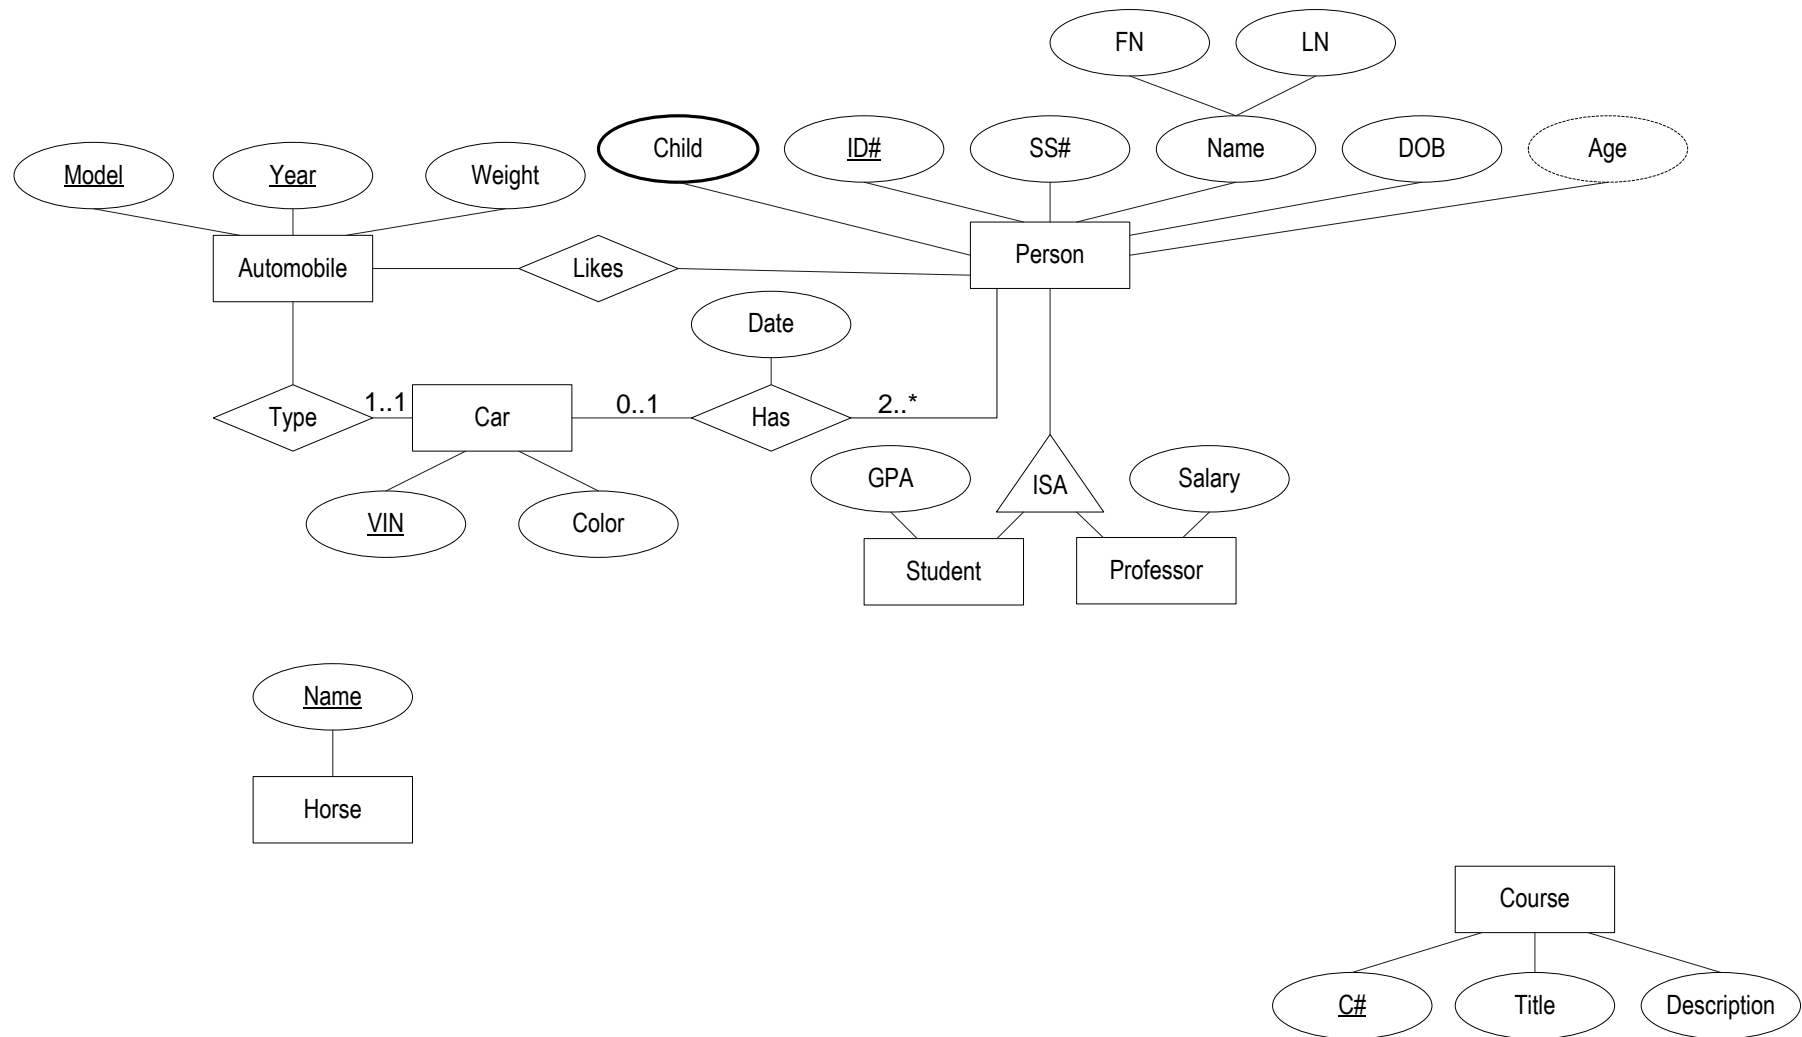 FN
LN
Child
ID#
SS#
Name
DOB
Age
Model
Year
Weight
Person
Automobile
Likes
Date
Type
1..1
Car
0..1
Has
2..*
GPA
ISA
Salary
VIN
Color
Student
Professor
Name
Horse
Course
C#
Title
Description